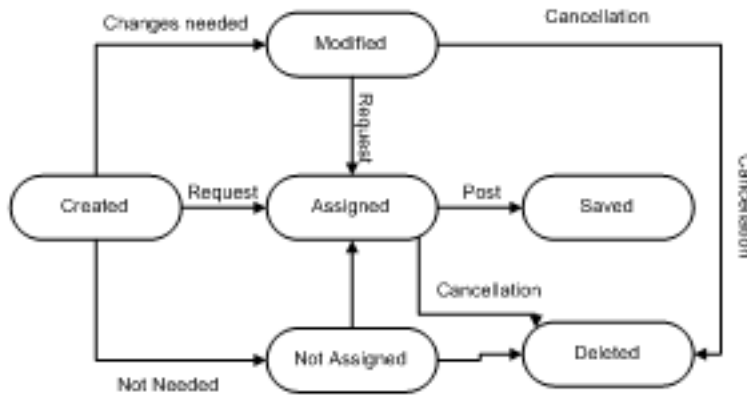 Changes needed
Cancellation
Modified
Request
Cancellation
Created
Request
Assigned
Post
Saved
Cancellation
Not Assigned
Deleted
Not Needed